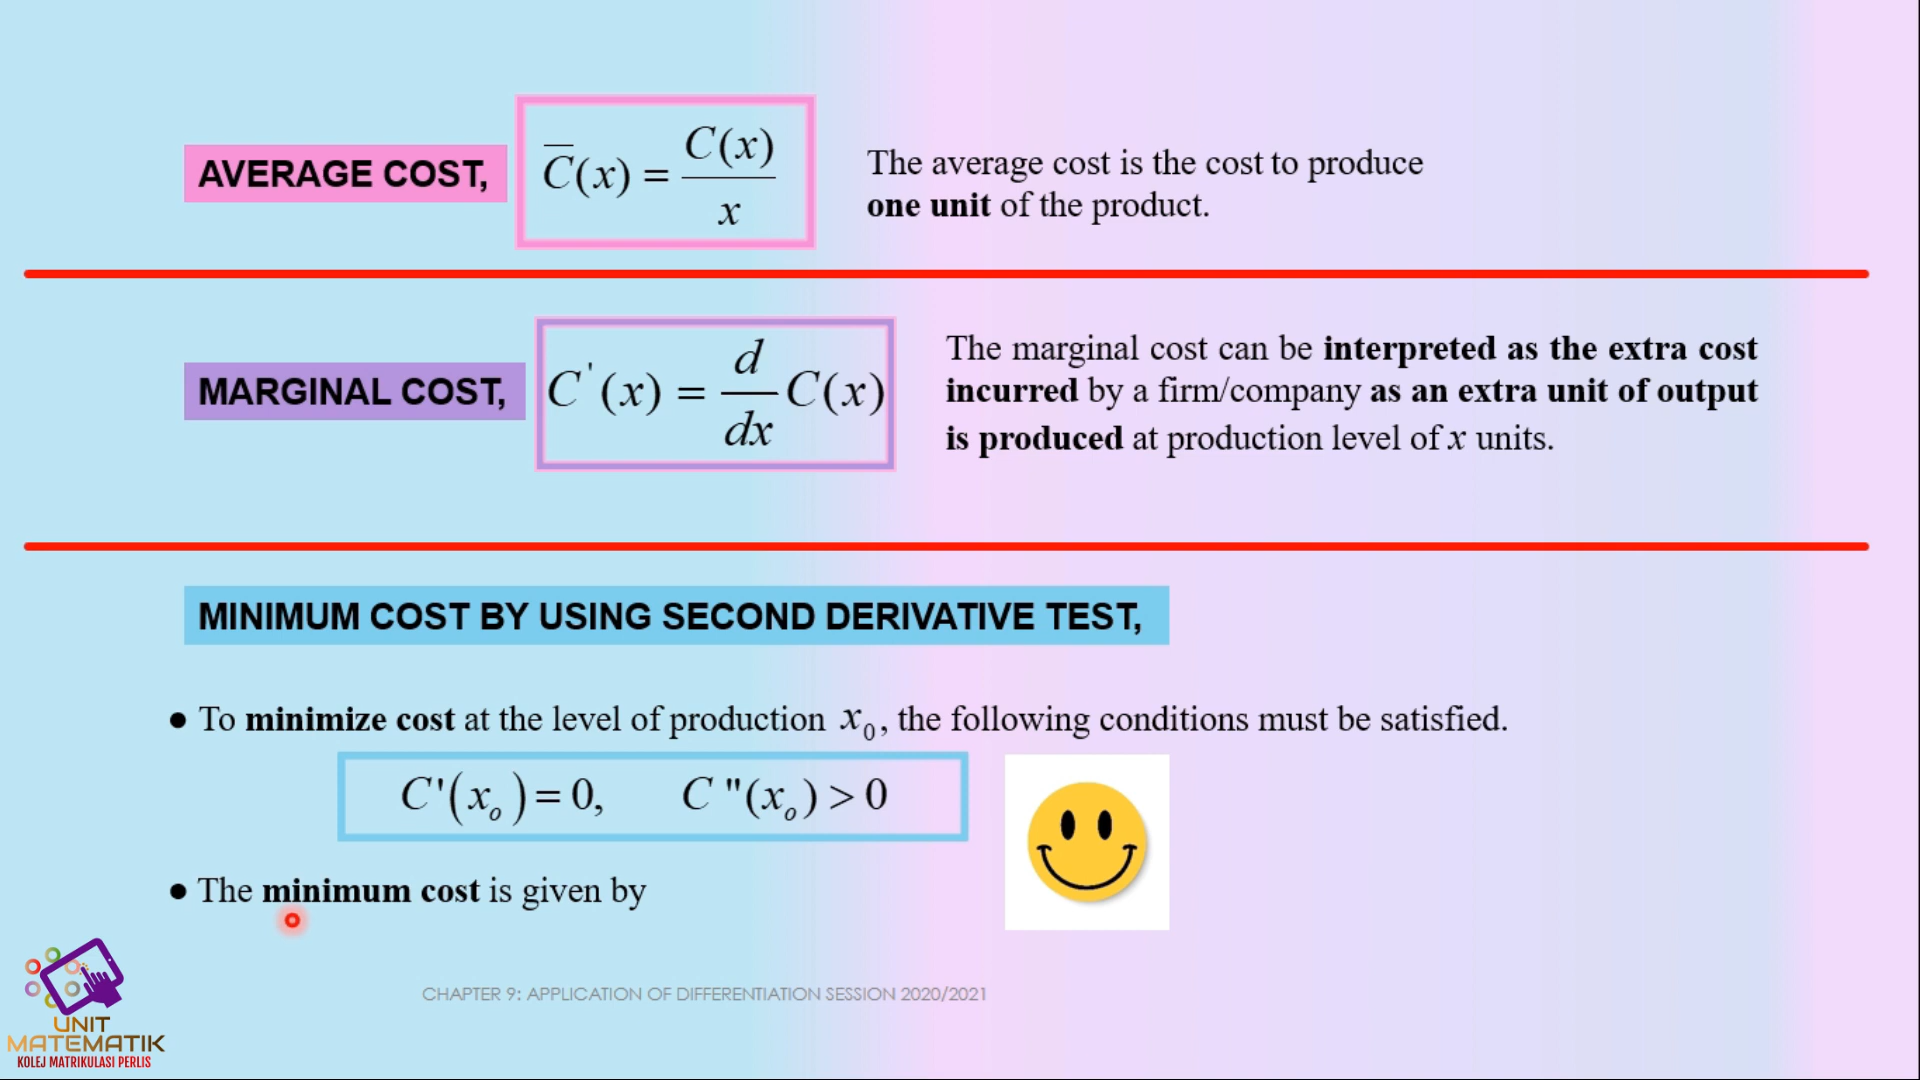 AVERAGE COST,
C̅(x) = C(x)/x
The average cost is the cost to produce
one unit of the product.
MARGINAL COST,
C'(x) = d/dx C(x)
The marginal cost can be interpreted as the extra cost
incurred by a firm/company as an extra unit of output
is produced at production level of x units.
MINIMUM COST BY USING SECOND DERIVATIVE TEST,
● To minimize cost at the level of production x₀, the following conditions must be satisfied.
C'(xₒ) = 0, C "(xₒ) > 0
● The minimum cost is given by
CHAPTER 9: APPLICATION OF DIFFERENTIATION SESSION 2020/2021
UNIT
MATEMATIK
KOLEJ MATRIKULASI PERLIS